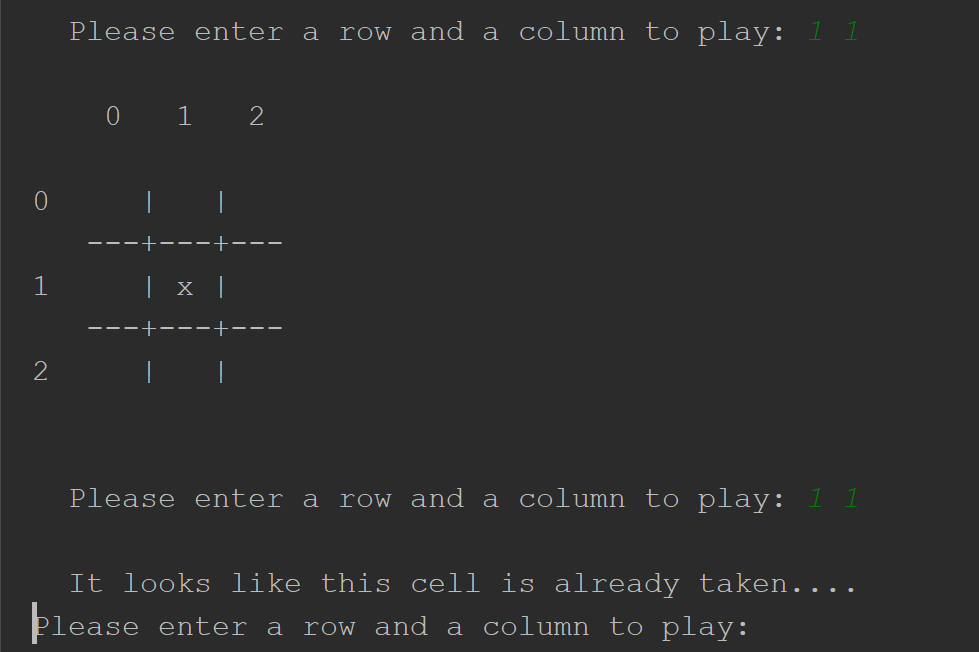 Please enter a row and a column to play: 1 1
0 1 2
0 | |
---+---+---
1 | x |
---+---+---
2 | |
Please enter a row and a column to play: 1 1
It looks like this cell is already taken....
Please enter a row and a column to play: